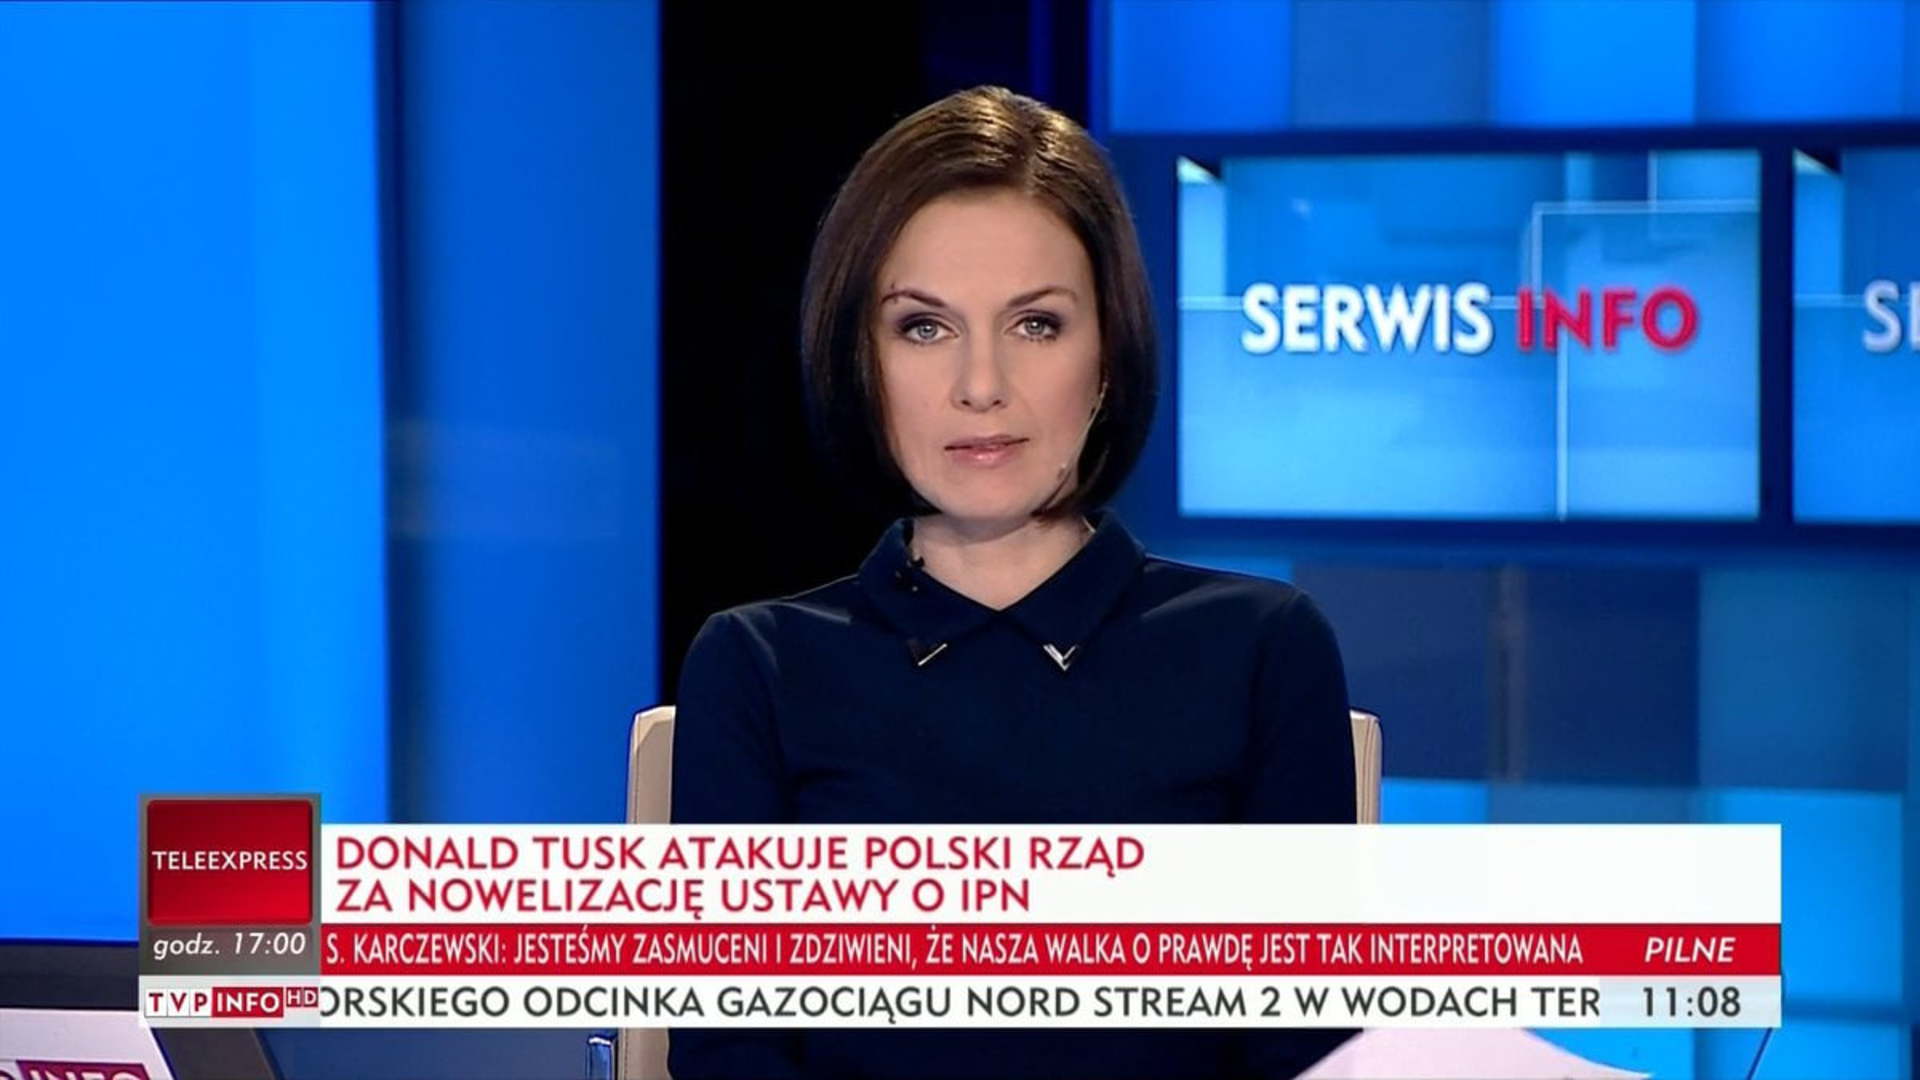 SERWIS INFO
TELEEXPRESS
godz. 17:00
DONALD TUSK ATAKUJE POLSKI RZĄD
ZA NOWELIZACJĘ USTAWY O IPN
S. KARCZEWSKI: JESTEŚMY ZASMUCENI I ZDZIWIENI, ŻE NASZA WALKA O PRAWDĘ JEST TAK INTERPRETOWANA
PILNE
TVP INFO HD
ORSKIEGO ODCINKA GAZOCIĄGU NORD STREAM 2 W WODACH TER
11:08